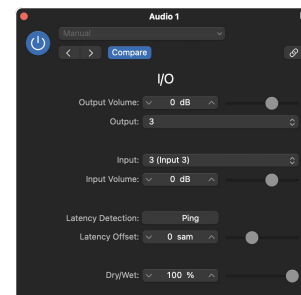 Audio 1
Manual
Compare
I/O
Output Volume: 0 dB
Output: 3
Input: 3 (Input 3)
Input Volume: 0 dB
Latency Detection: Ping
Latency Offset: 0 sam
Dry/Wet: 100 %